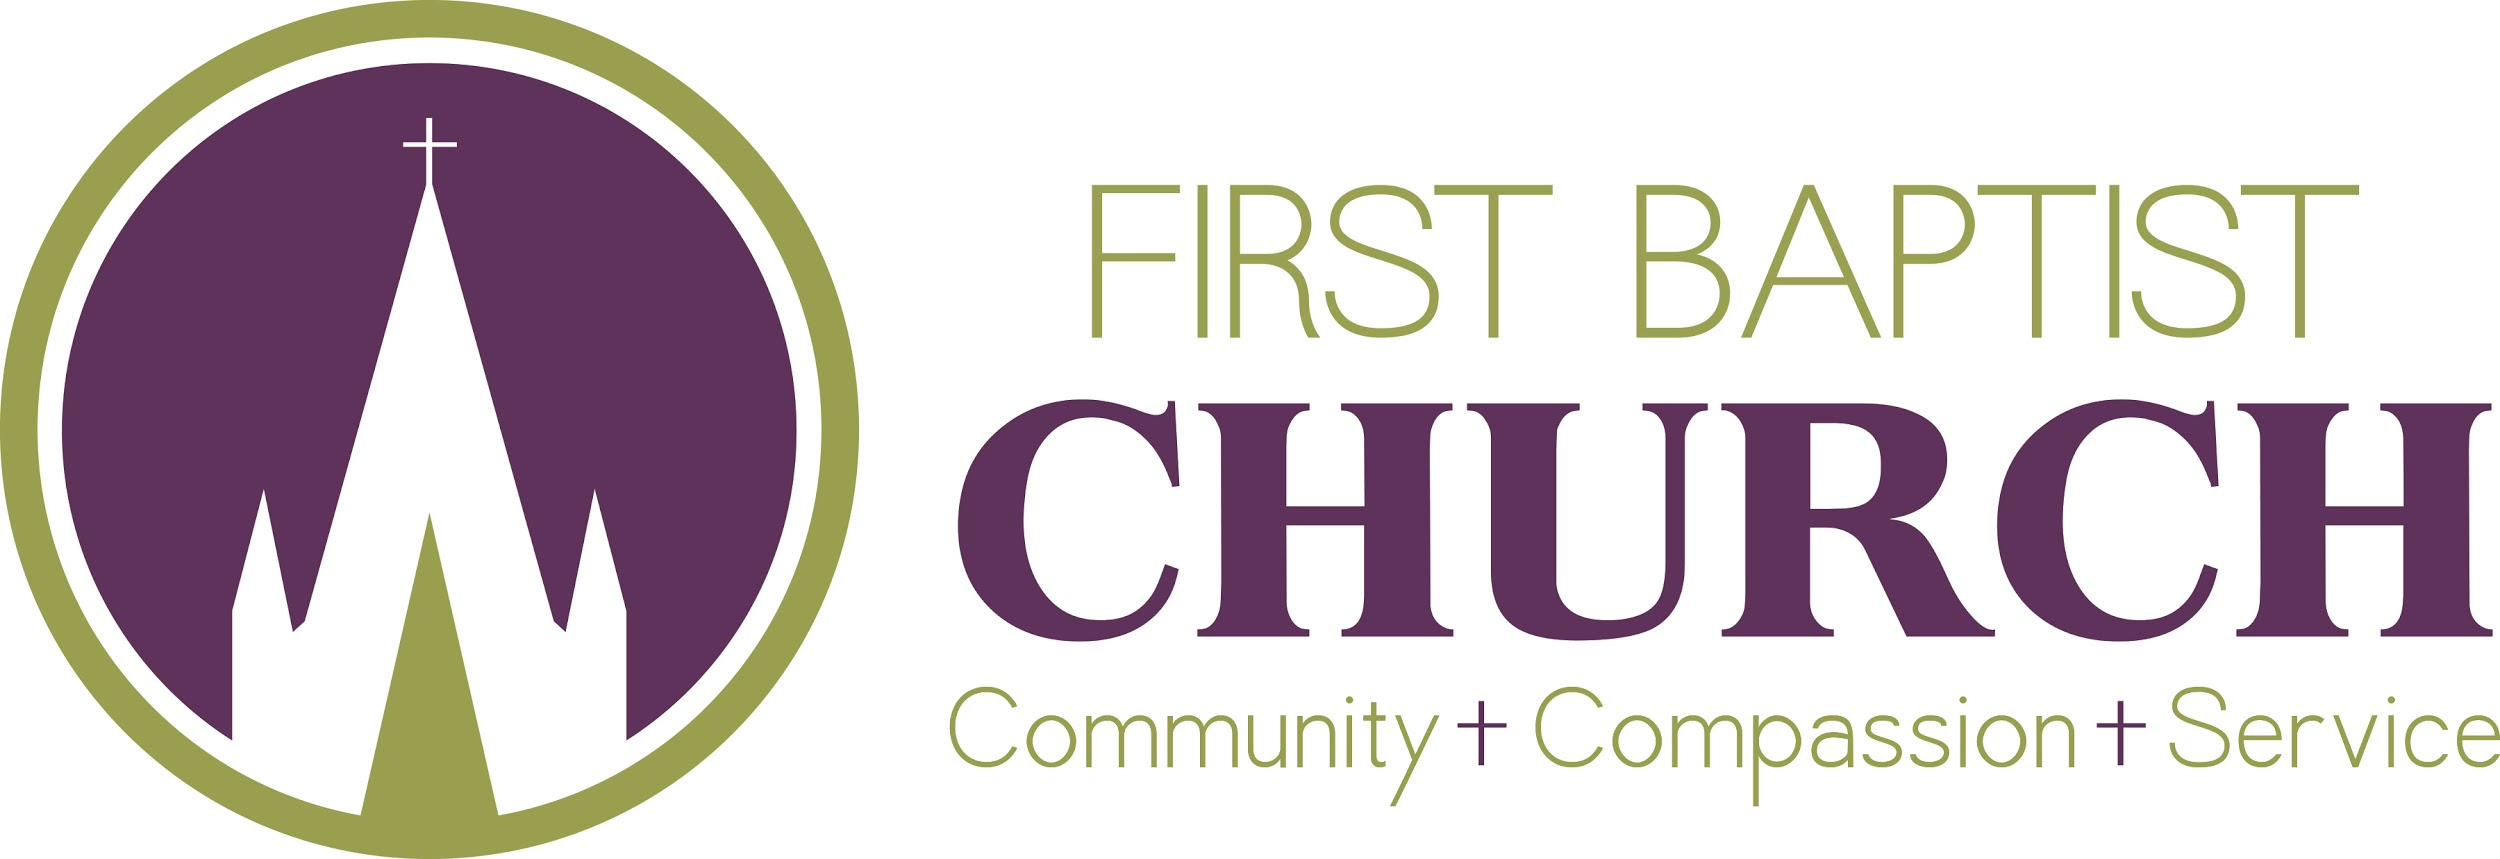 FIRST BAPTIST
CHURCH
Community Compassion Service